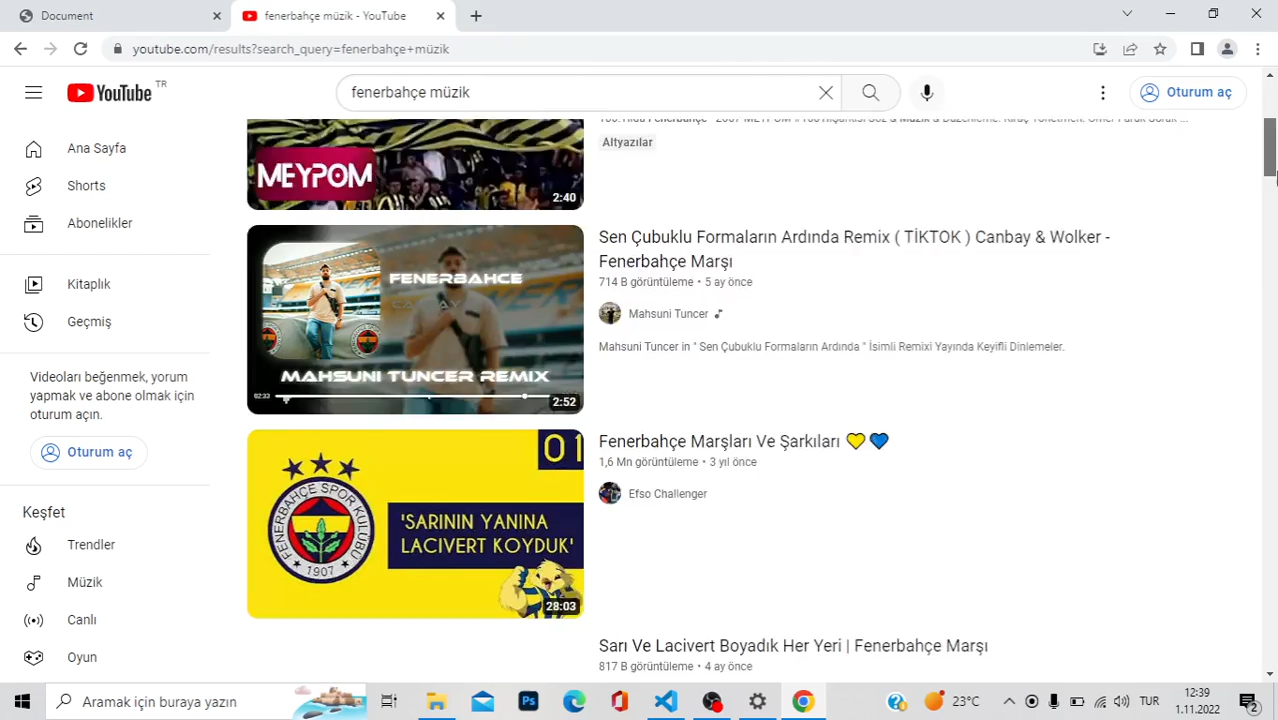 Document
fenerbahçe müzik - YouTube
youtube.com/results?search_query=fenerbahçe+müzik
YouTube TR
fenerbahçe müzik
Oturum aç
Ana Sayfa
Shorts
Abonelikler
Kitaplık
Geçmiş
Videoları beğenmek, yorum
yapmak ve abone olmak için
oturum açın.
Oturum aç
Keşfet
Trendler
Müzik
Canlı
Oyun
MEYPOM
2:40
Altyazılar
FENERBAHCE
CANBAY
MAHSUNI TUNCER REMIX
02:33
2:52
Sen Çubuklu Formaların Ardında Remix ( TİKTOK ) Canbay & Wolker -
Fenerbahçe Marşı
714 B görüntüleme • 5 ay önce
Mahsuni Tuncer
Mahsuni Tuncer in " Sen Çubuklu Formaların Ardında " İsimli Remixi Yayında Keyifli Dinlemeler.
01
FENERBAHÇE SPOR KULÜBÜ
1907
'SARININ YANINA
LACIVERT KOYDUK'
28:03
Fenerbahçe Marşları Ve Şarkıları 💛💙
1,6 Mn görüntüleme • 3 yıl önce
Efso Challenger
Sarı Ve Lacivert Boyadık Her Yeri | Fenerbahçe Marşı
817 B görüntüleme • 4 ay önce
Aramak için buraya yazın
Ps
23°C
TUR
12:39
1.11.2022
2